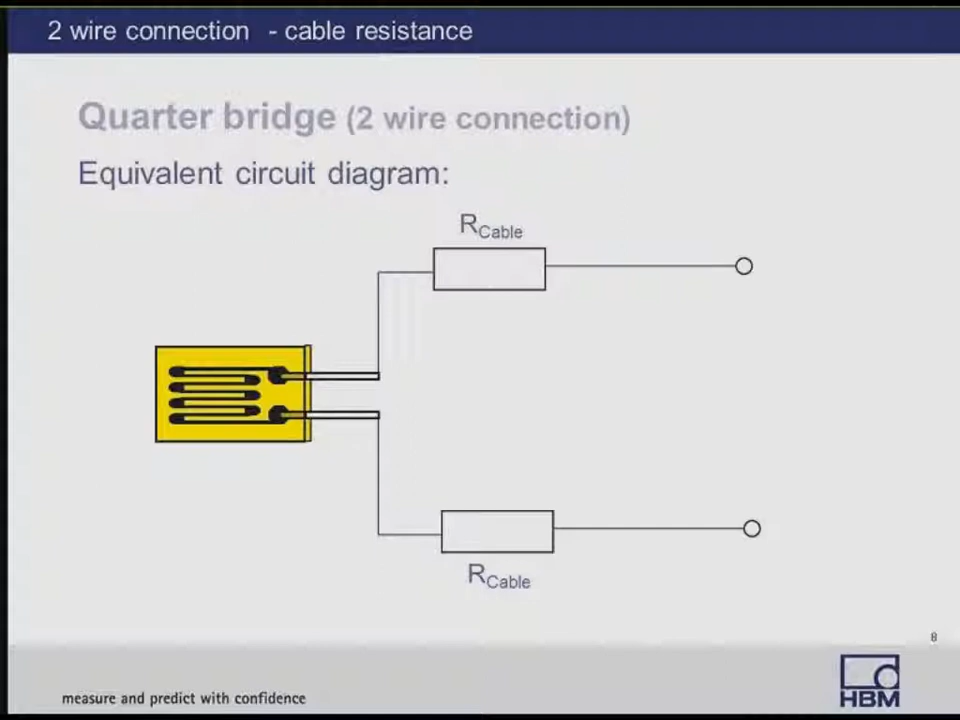 2 wire connection - cable resistance
Quarter bridge (2 wire connection)
Equivalent circuit diagram:
RCable
RCable
8
measure and predict with confidence
HBM